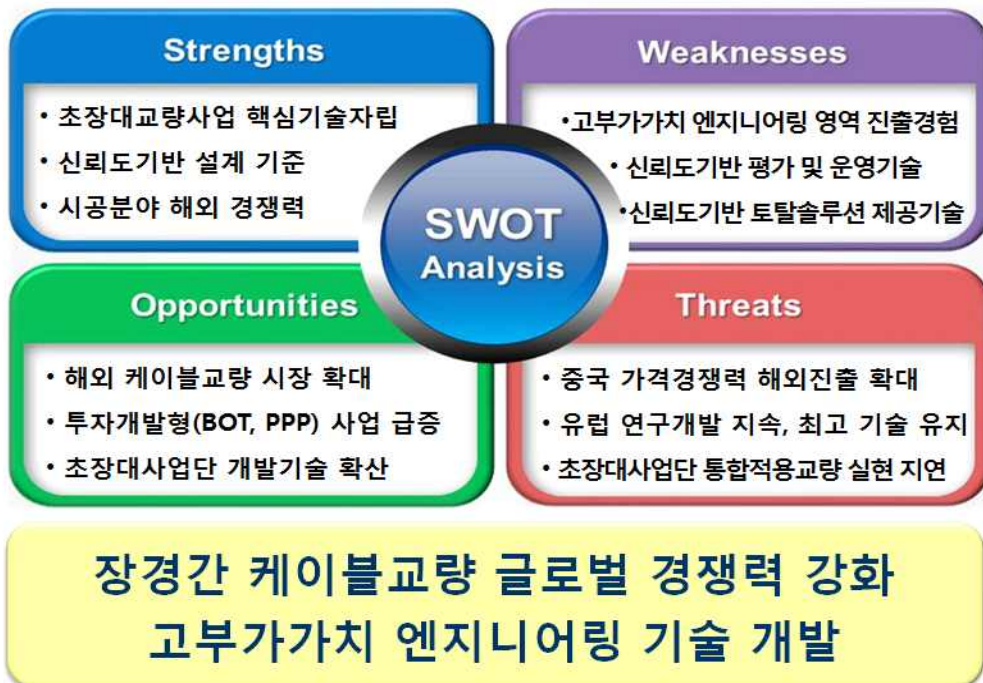 Strengths
• 초장대교량사업 핵심기술자립
• 신뢰도기반 설계 기준
• 시공분야 해외 경쟁력
Weaknesses
•고부가가치 엔지니어링 영역 진출경험
• 신뢰도기반 평가 및 운영기술
•신뢰도기반 토탈솔루션 제공기술
SWOT
Analysis
Opportunities
• 해외 케이블교량 시장 확대
• 투자개발형(BOT, PPP) 사업 급증
• 초장대사업단 개발기술 확산
Threats
• 중국 가격경쟁력 해외진출 확대
• 유럽 연구개발 지속, 최고 기술 유지
• 초장대사업단 통합적용교량 실현 지연
장경간 케이블교량 글로벌 경쟁력 강화
고부가가치 엔지니어링 기술 개발